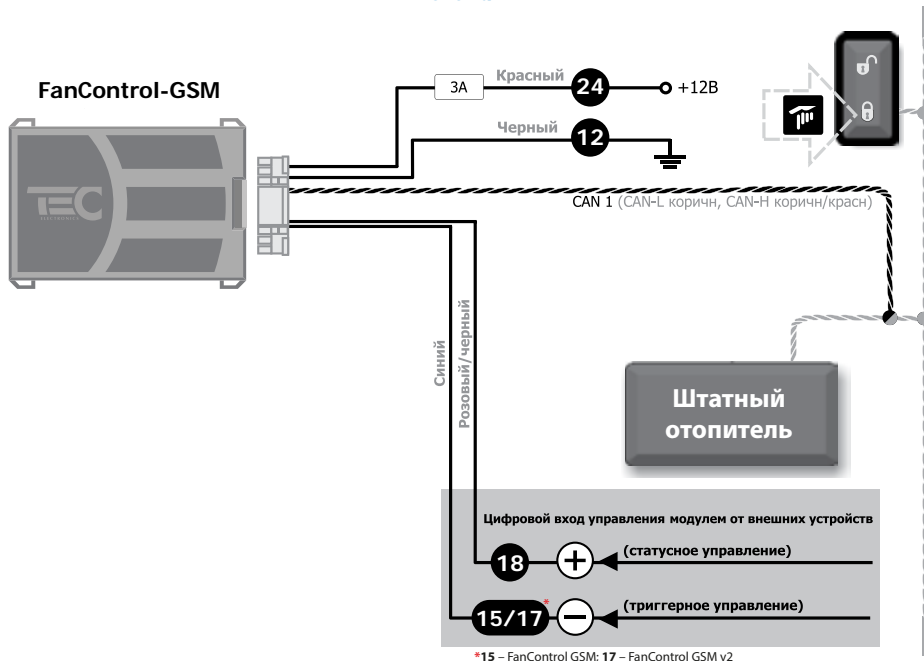 FanControl-GSM
TEC
ELECTRONICS
3А
Красный
24
+12В
Черный
12
CAN 1 (CAN-L коричн, CAN-H коричн/красн)
Синий
Розовый/черный
Штатный
отопитель
Цифровой вход управления модулем от внешних устройств
18
+
(статусное управление)
15/17*
−
(триггерное управление)
*15 – FanControl GSM; 17 – FanControl GSM v2